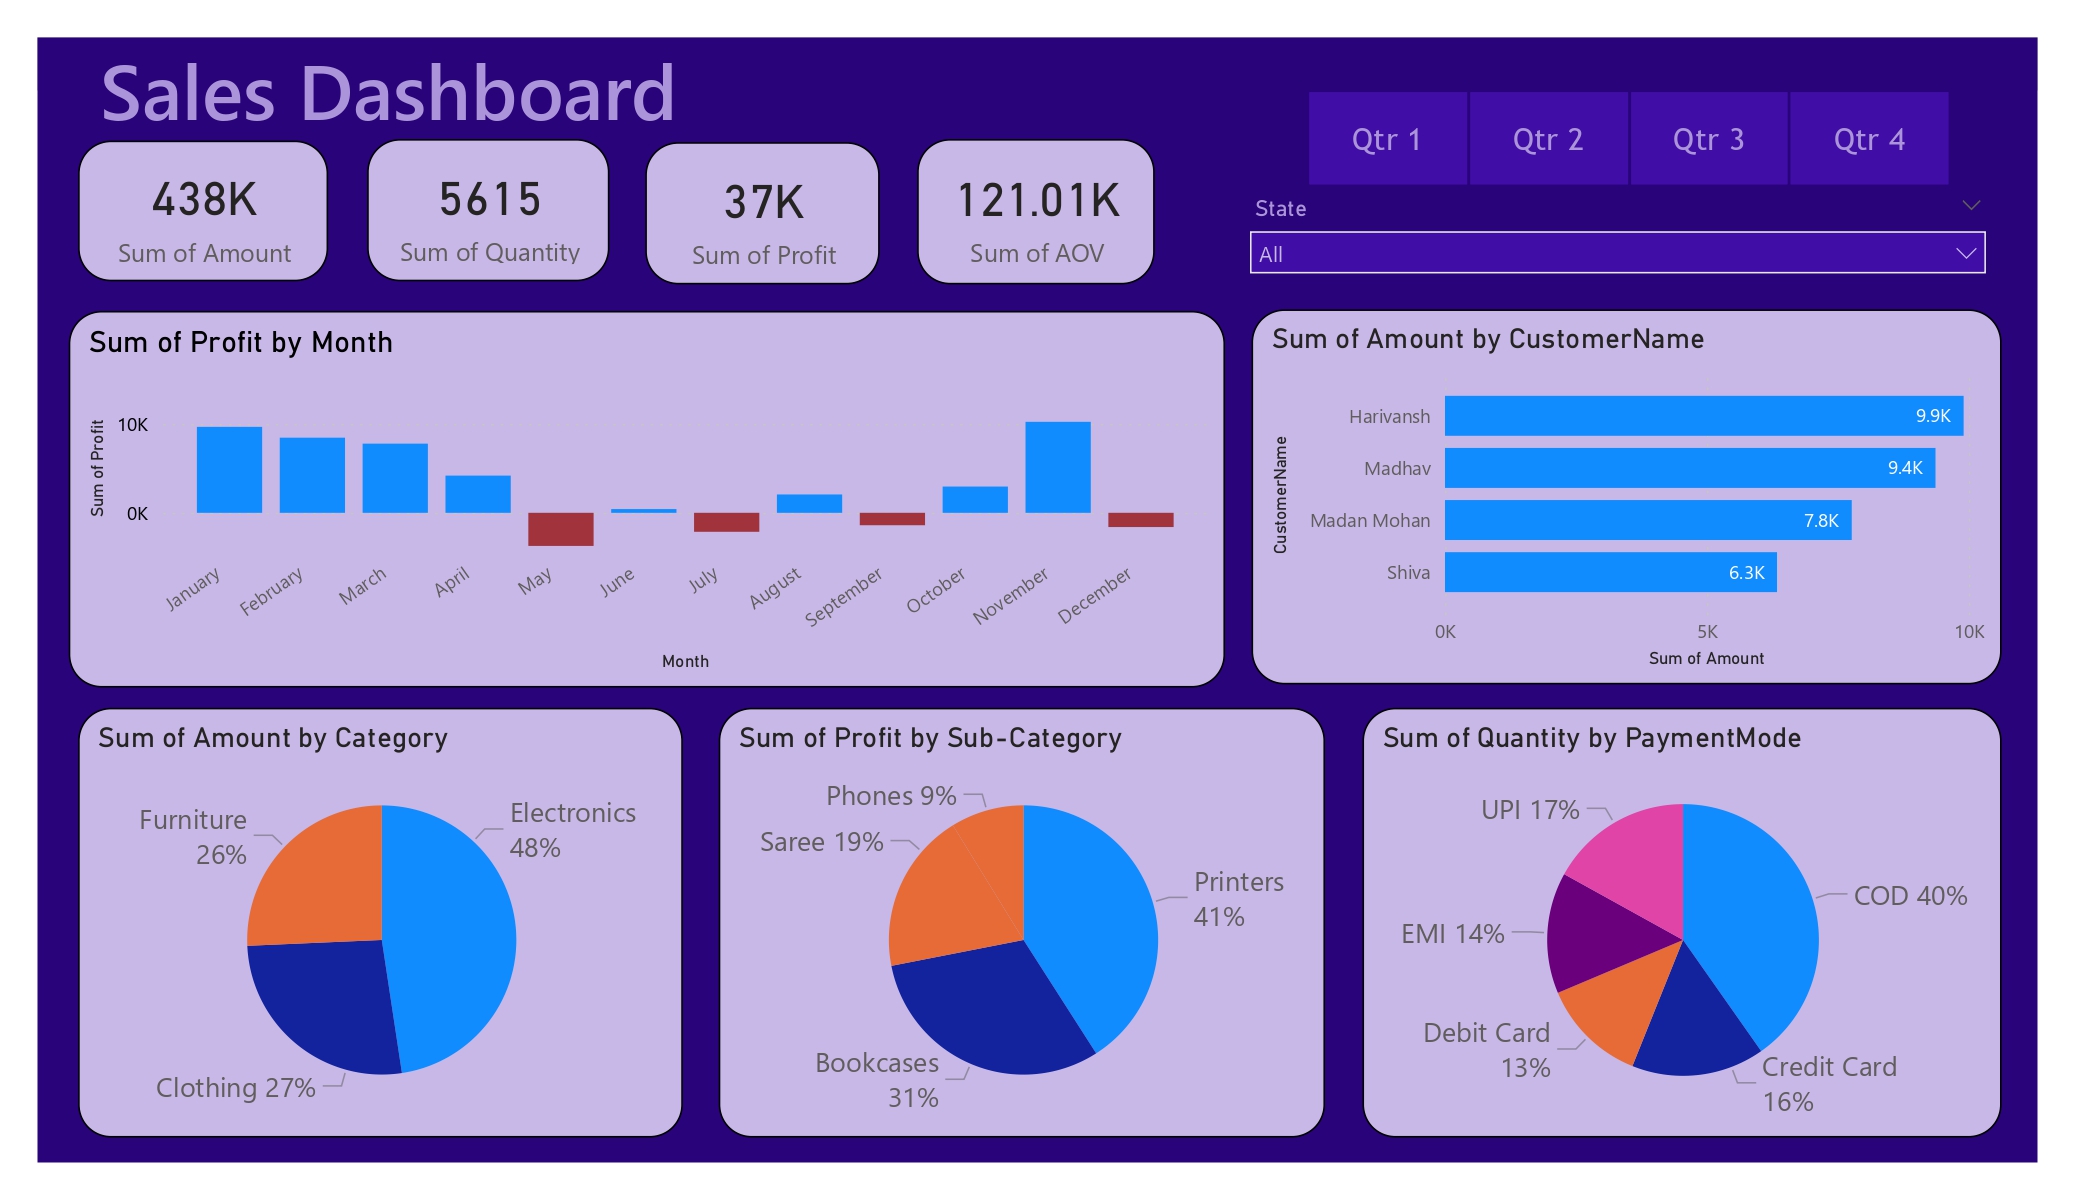 Sales Dashboard
438K
Sum of Amount
5615
Sum of Quantity
37K
Sum of Profit
121.01K
Sum of AOV
Qtr 1
Qtr 2
Qtr 3
Qtr 4
State
All
Sum of Profit by Month
Sum of Profit
10K
0K
January
February
March
April
May
June
July
August
September
October
November
December
Month
Sum of Amount by CustomerName
CustomerName
Harivansh
9.9K
Madhav
9.4K
Madan Mohan
7.8K
Shiva
6.3K
0K
5K
10K
Sum of Amount
Sum of Amount by Category
Furniture
26%
Electronics
48%
Clothing 27%
Sum of Profit by Sub-Category
Phones 9%
Saree 19%
Printers
41%
Bookcases
31%
Sum of Quantity by PaymentMode
UPI 17%
COD 40%
EMI 14%
Debit Card
13%
Credit Card
16%